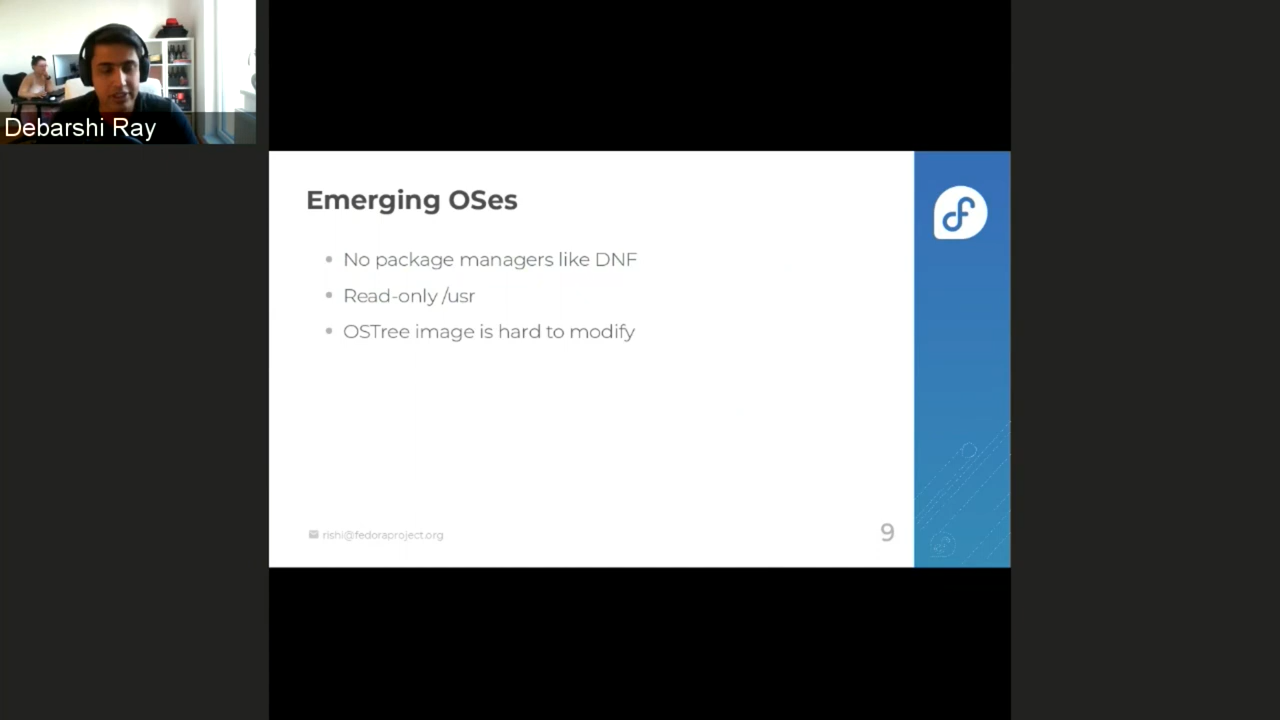 Debarshi Ray
Emerging OSes
No package managers like DNF
Read-only /usr
OSTree image is hard to modify
rishi@fedoraproject.org
9